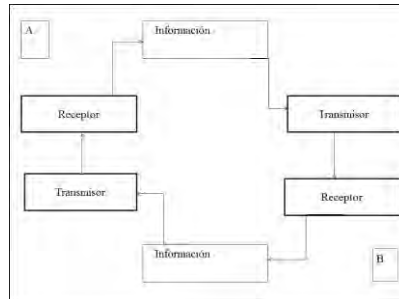 A
Información
Receptor
Transmisor
Transmisor
Receptor
Información
B